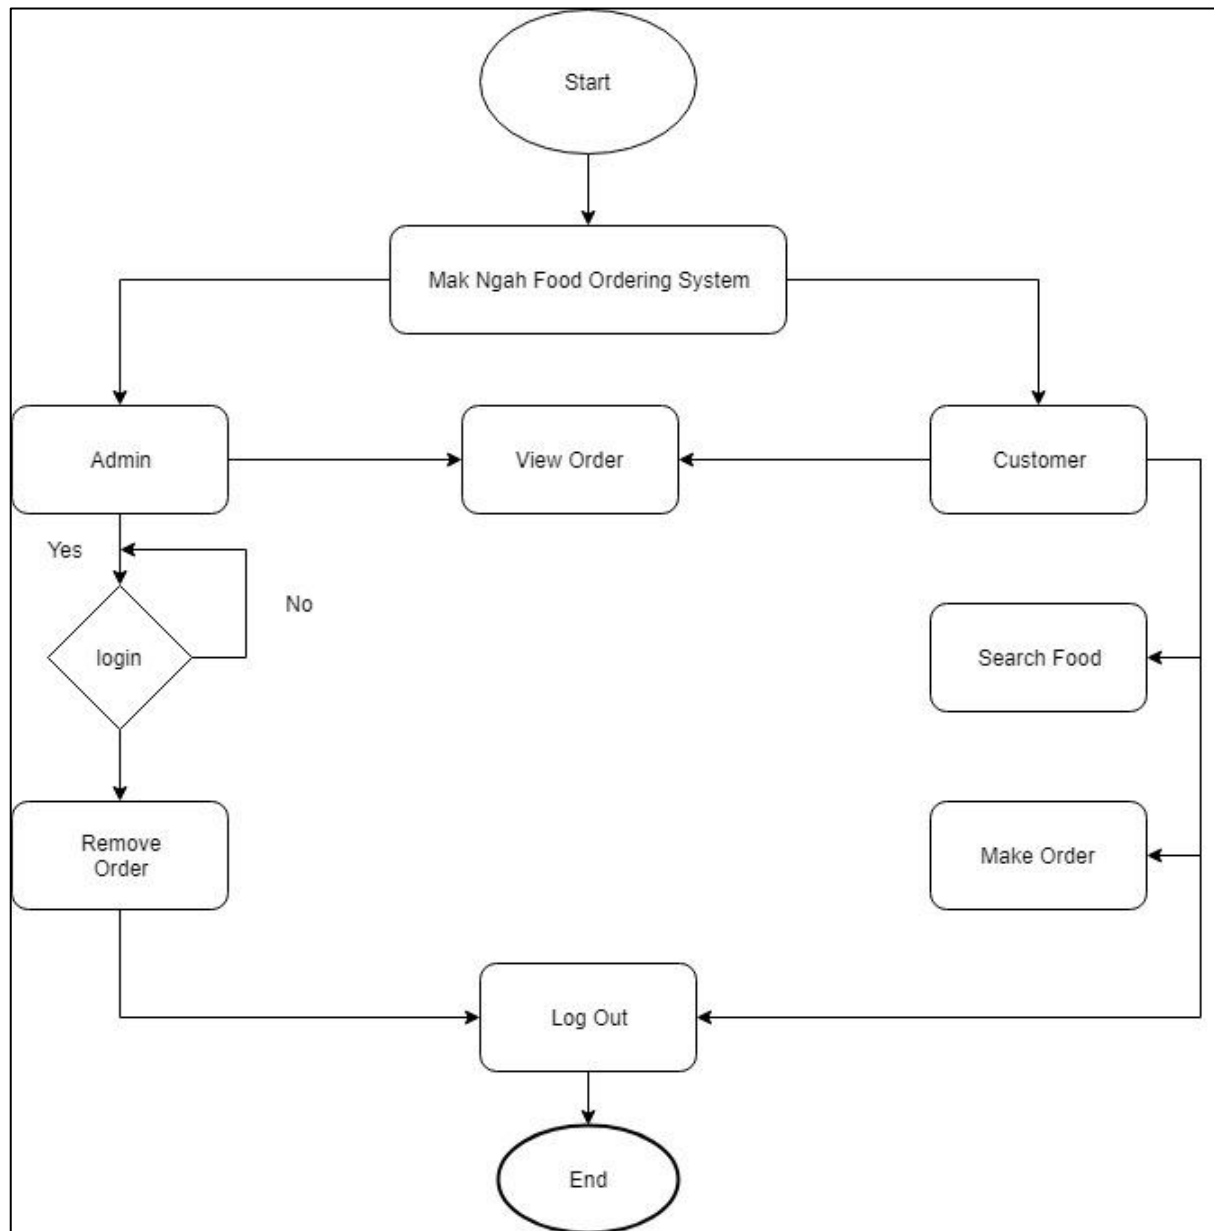 Start
Mak Ngah Food Ordering System
Admin
View Order
Customer
Yes
No
login
Search Food
Remove
Order
Make Order
Log Out
End